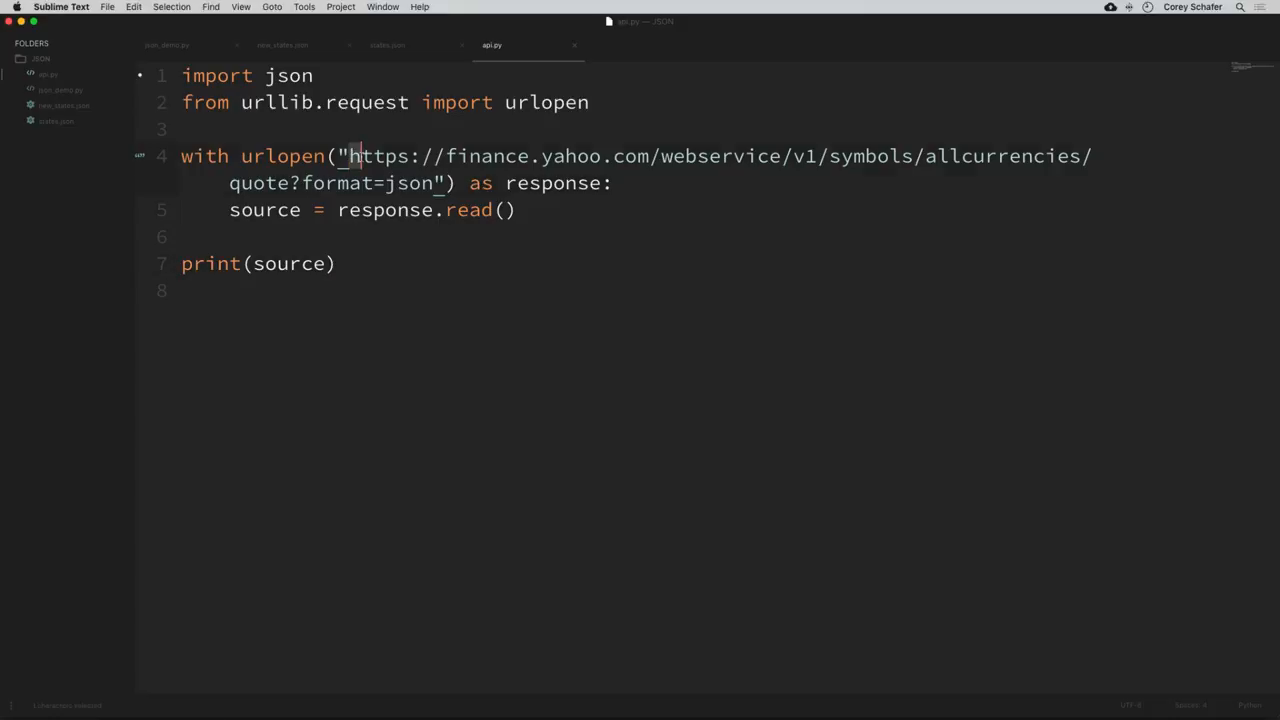 Sublime Text File Edit Selection Find View Goto Tools Project Window Help Corey Schafer
api.py — JSON
FOLDERS
JSON
api.py
json_demo.py
new_states.json
states.json
json_demo.py × new_states.json × states.json × api.py ×
1 import json
2 from urllib.request import urlopen
3
4 with urlopen("https://finance.yahoo.com/webservice/v1/symbols/allcurrencies/
quote?format=json") as response:
5 source = response.read()
6
7 print(source)
8
characters selected UTF-8 Spaces: 4 Python